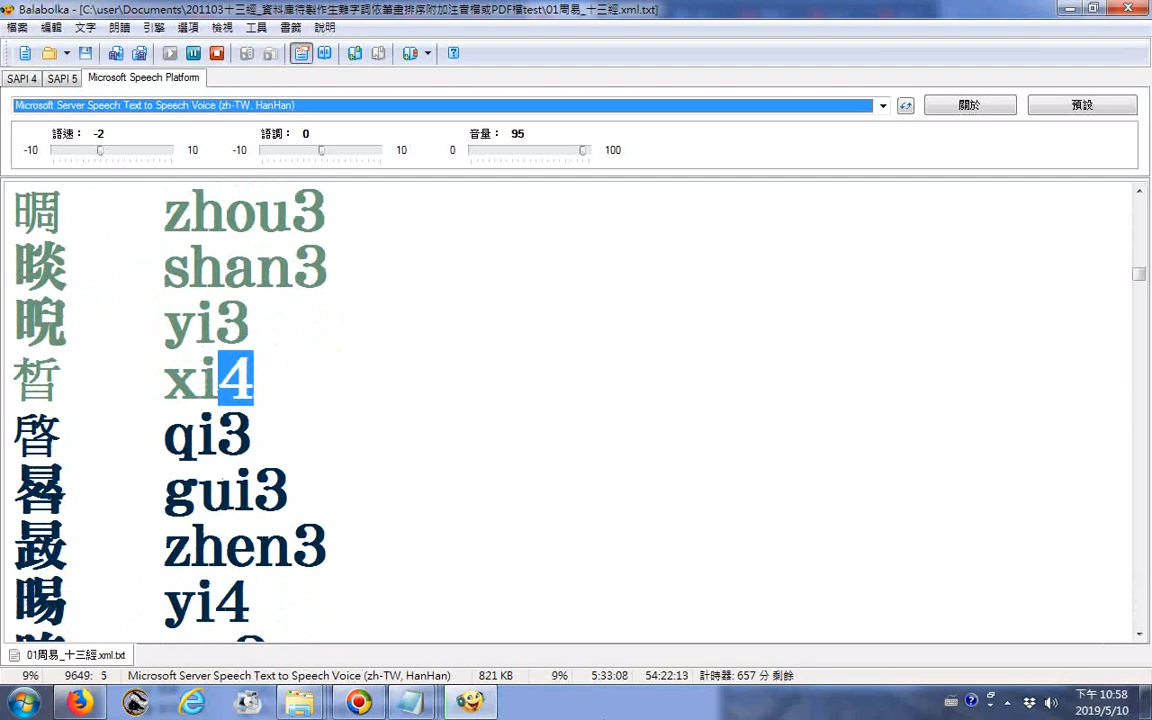 Balabolka - [C:\user\Documents\201103十三經_資料庫待製作生難字詞依筆畫排序附加注音檔或PDF檔test\01周易_十三經.xml.txt]
檔案 編輯 文字 朗讀 引擎 選項 檢視 工具 書籤 說明
SAPI 4 SAPI 5 Microsoft Speech Platform
Microsoft Server Speech Text to Speech Voice (zh-TW, HanHan) 關於 預設
語速： -2 語調： 0 音量： 95
-10 10 -10 10 0 100
晭 zhou3
晱 shan3
晲 yi3
晳 xi4
晵 qi3
gui3
zhen3
晹 yi4
01周易_十三經.xml.txt
9% 9649: 5 Microsoft Server Speech Text to Speech Voice (zh-TW, HanHan) 821 KB 9% 5:33:08 54:22:13 計時器: 657 分 剩餘
下午 10:58
2019/5/10